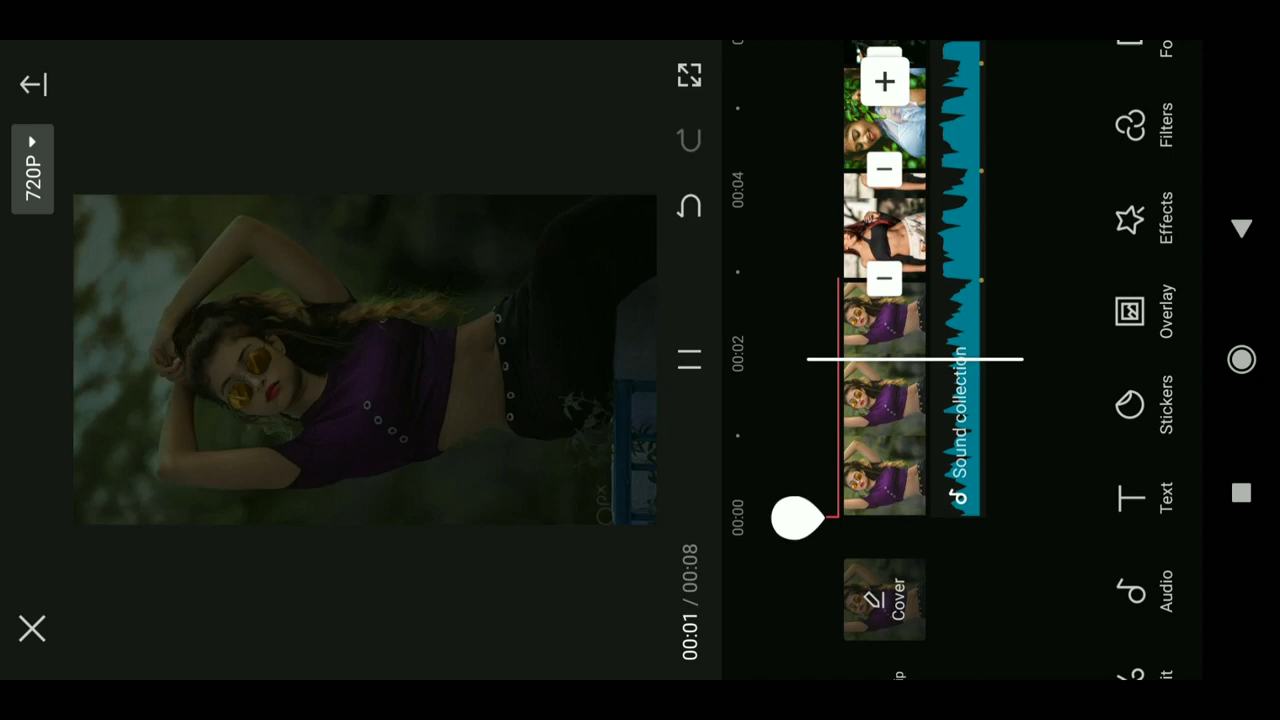 720P
00:01 / 00:08
00:00
00:02
00:04
Cover
Sound collection
Audio
Text
Stickers
Overlay
Effects
Filters
Fo